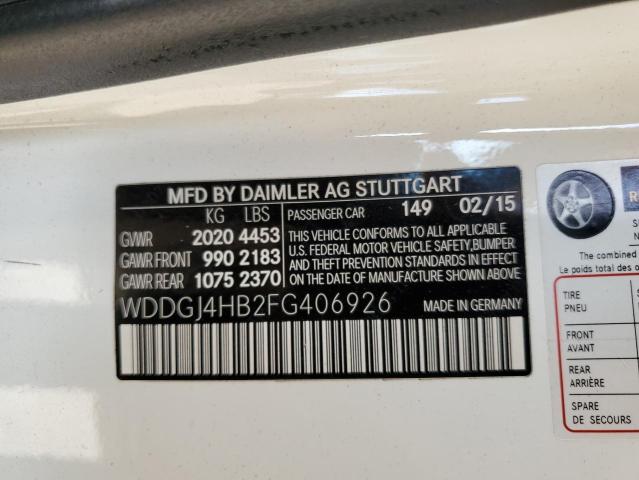 MFD BY DAIMLER AG STUTTGART
KG LBS
GVWR 2020 4453
GAWR FRONT 990 2183
GAWR REAR 1075 2370
PASSENGER CAR 149 02/15
THIS VEHICLE CONFORMS TO ALL APPLICABLE
U.S. FEDERAL MOTOR VEHICLE SAFETY,BUMPER
AND THEFT PREVENTION STANDARDS IN
EFFECT ON THE DATE OF MANUFACTURE
SHOWN ABOVE.
WDDGJ4HB2FG406926
MADE IN GERMANY
The combined
Le poids total des
TIRE
PNEU
FRONT
AVANT
REAR
ARRIÈRE
SPARE
DE SECOURS